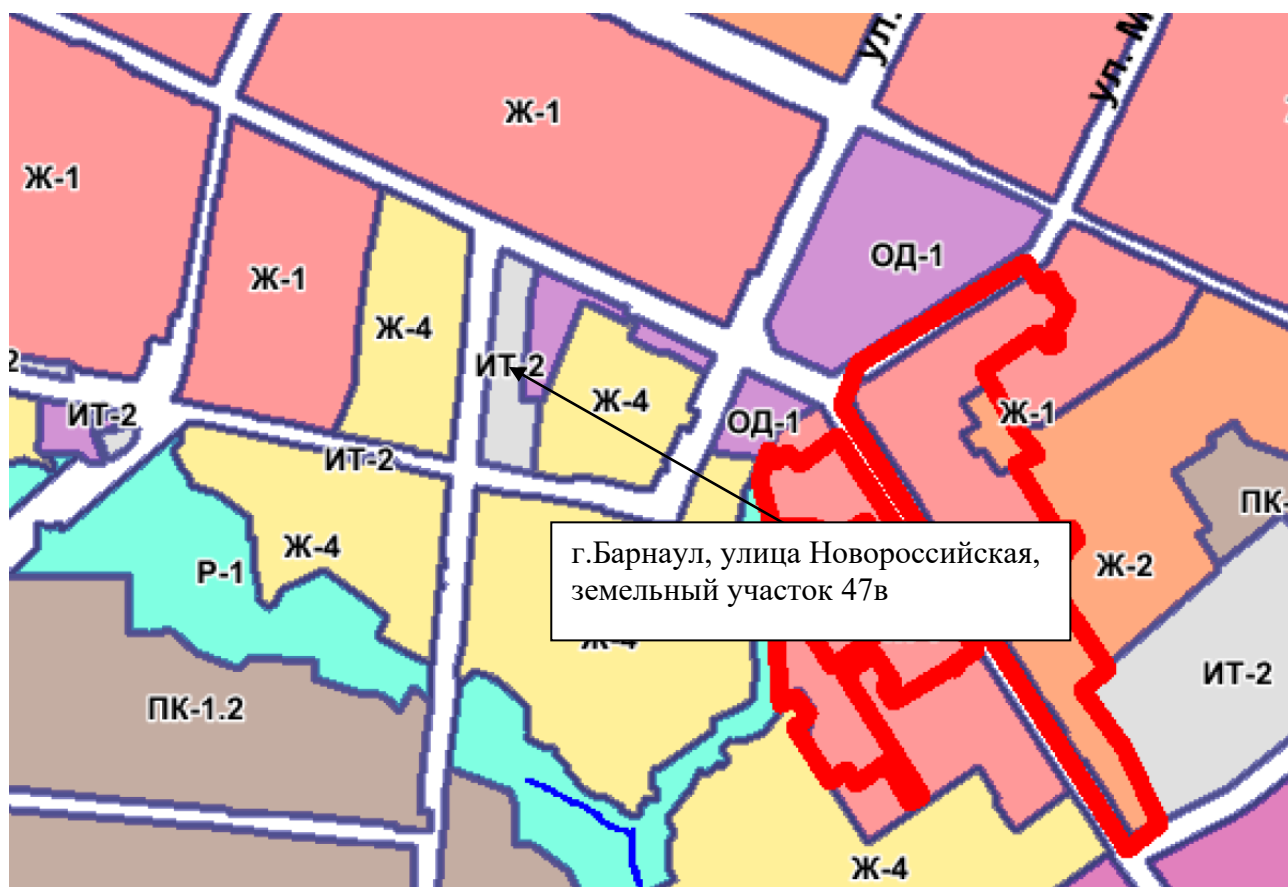 ул.
ул. М
Ж-1
Ж-1
ОД-1
Ж-1
Ж-4
ИТ-2
Ж-4
ИТ-2
ОД-1
Ж-1
ИТ-2
ПК-
г.Барнаул, улица Новороссийская,
земельный участок 47в
Ж-4
Р-1
Ж-2
Ж-4
ИТ-2
ПК-1.2
Ж-4